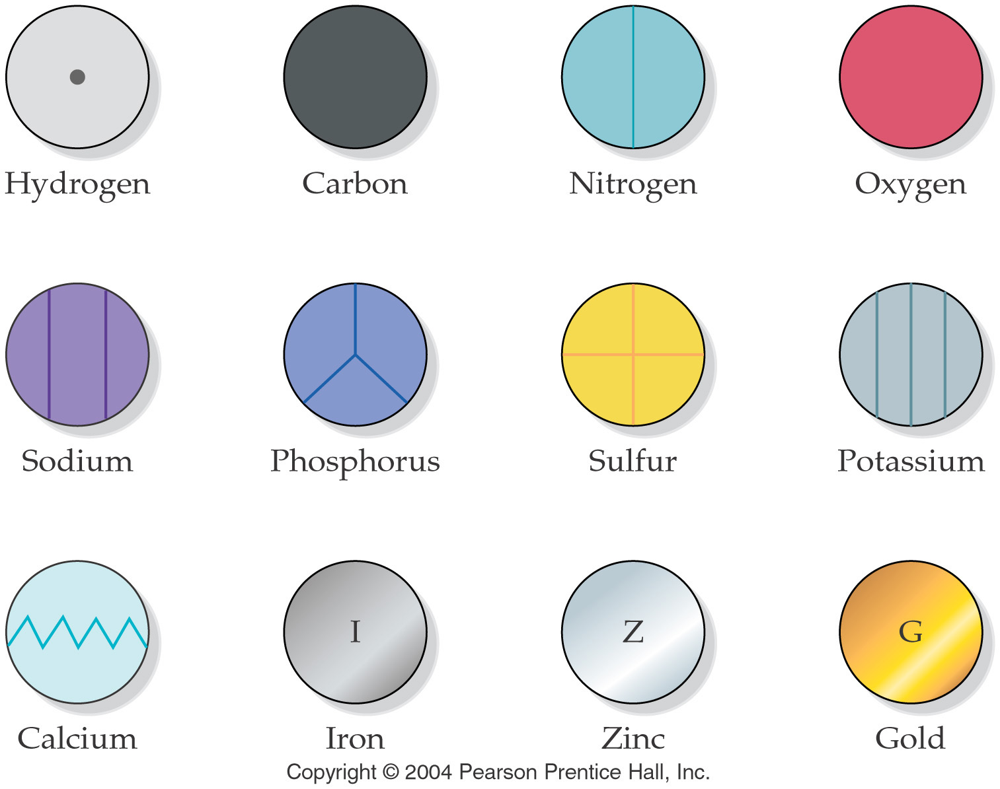 Hydrogen Carbon Nitrogen Oxygen
Sodium Phosphorus Sulfur Potassium
I Z G
Calcium Iron Zinc Gold
Copyright © 2004 Pearson Prentice Hall, Inc.